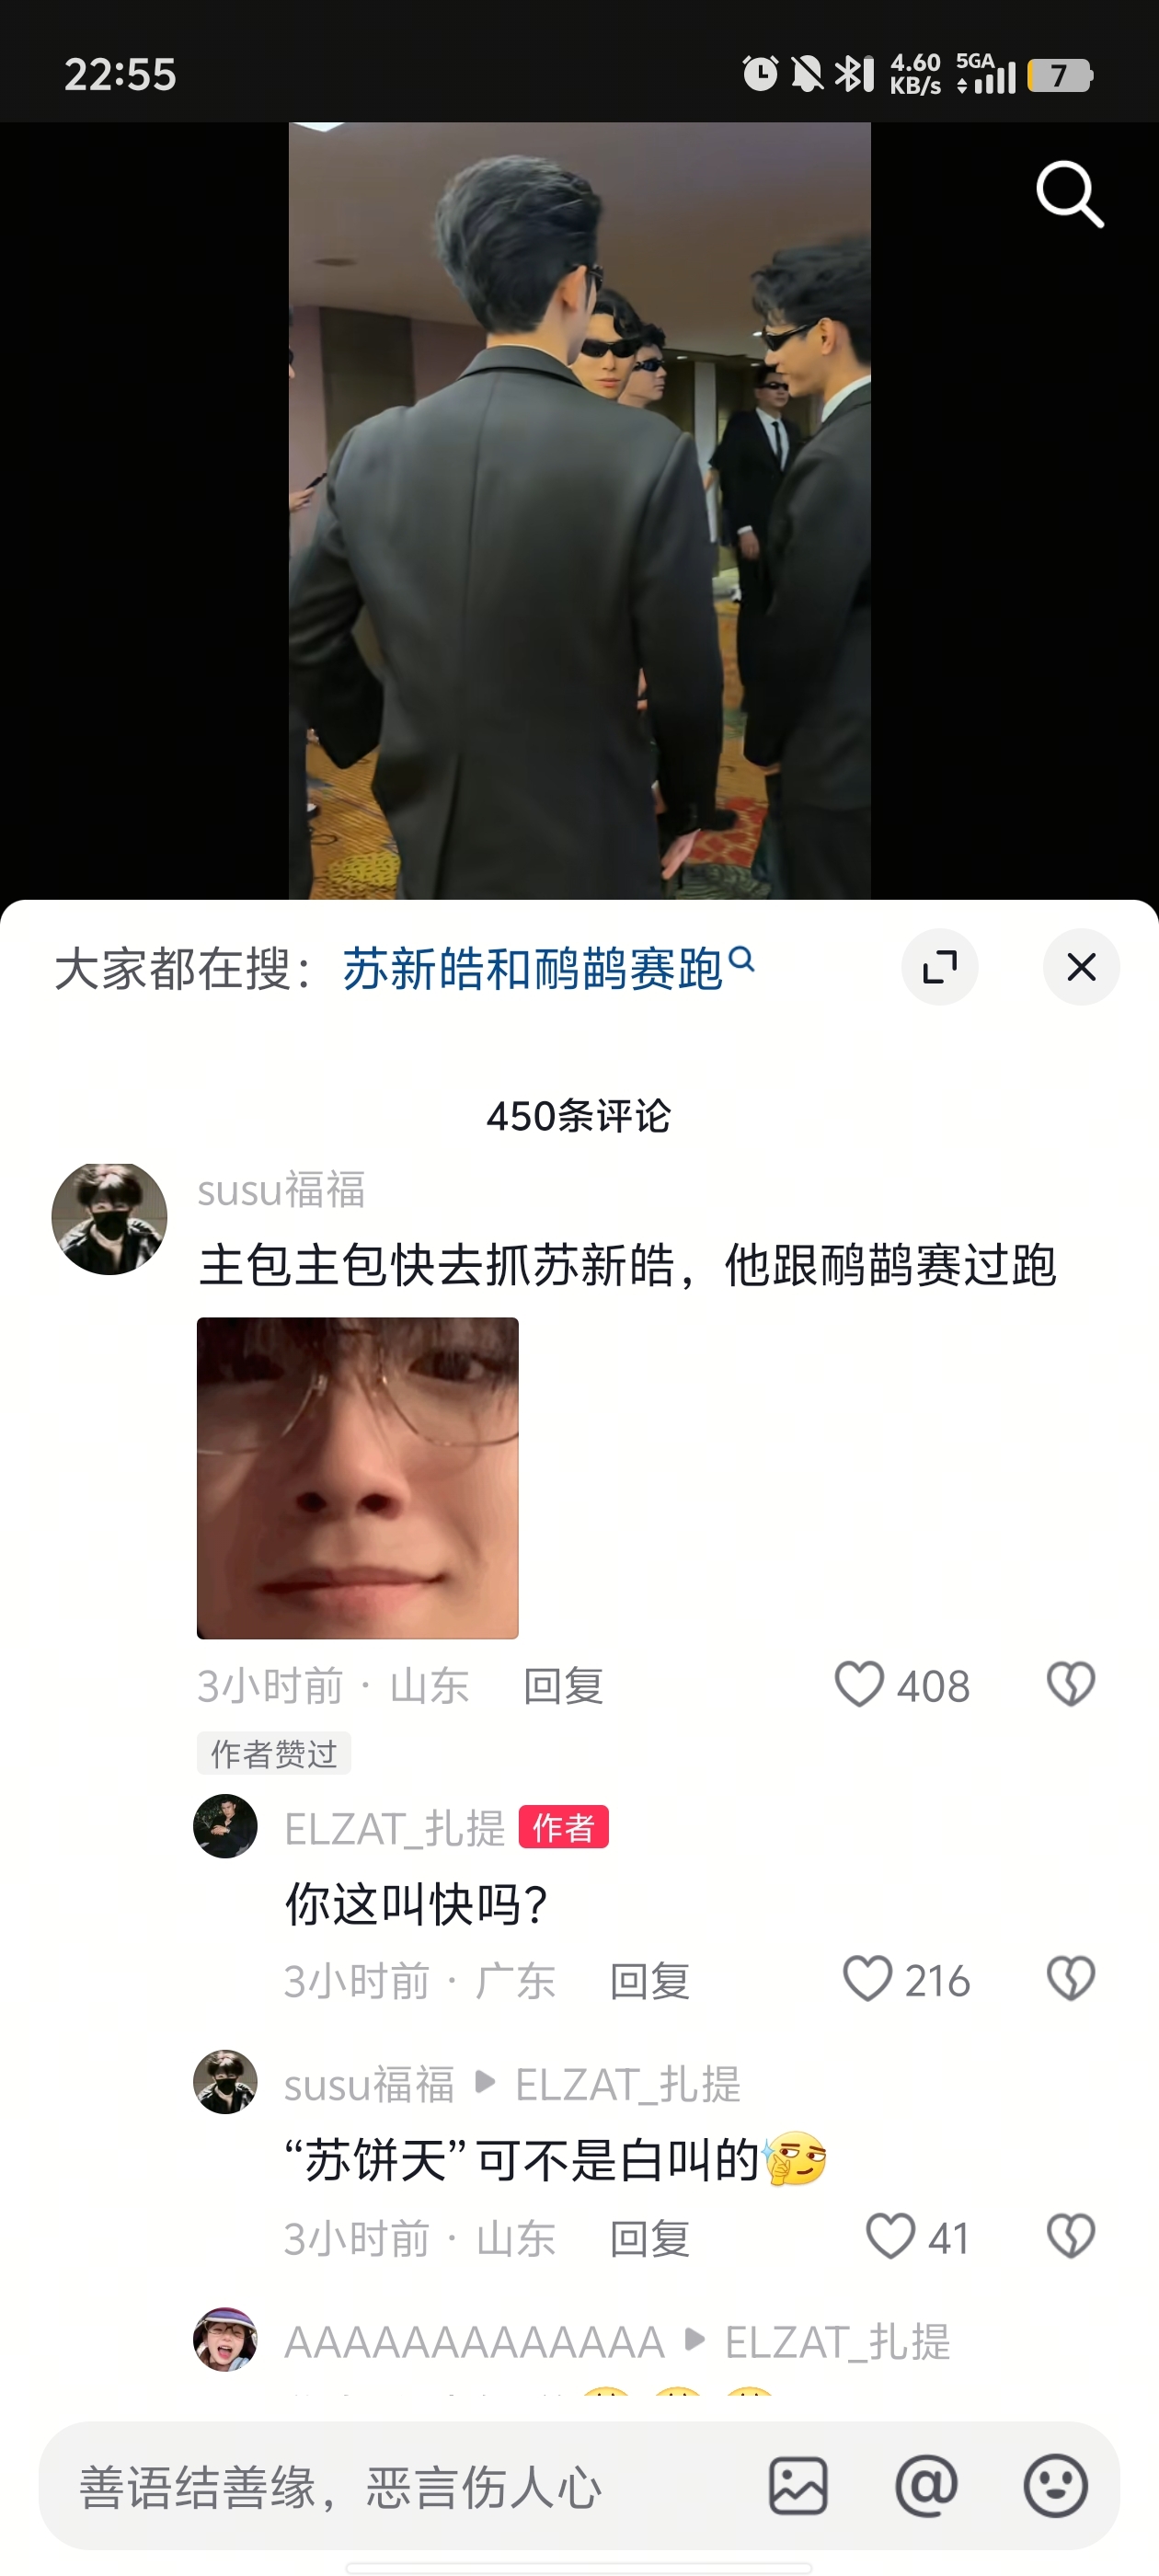 22:55
4.60
KB/s
5GA
7
大家都在搜：苏新皓和鸸鹋赛跑
450条评论
susu福福
主包主包快去抓苏新皓，他跟鸸鹋赛过跑
3小时前 · 山东 回复 408
作者赞过
ELZAT_扎提 作者
你这叫快吗？
3小时前 · 广东 回复 216
susu福福 ▶ ELZAT_扎提
“苏饼天”可不是白叫的
3小时前 · 山东 回复 41
AAAAAAAAAAAAA ▶ ELZAT_扎提
善语结善缘，恶言伤人心